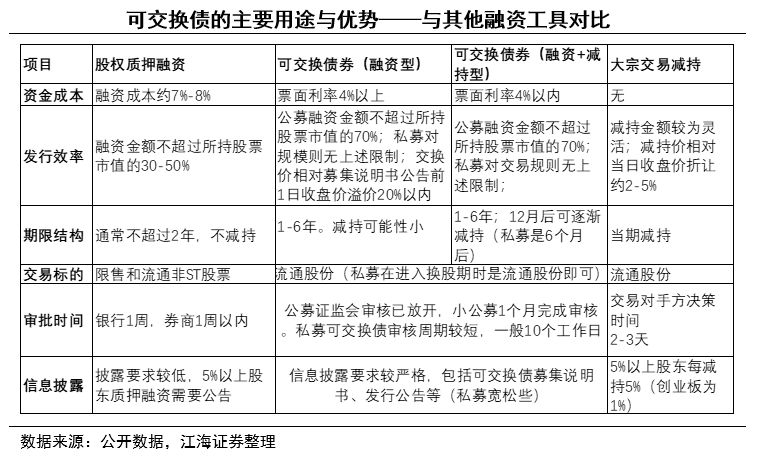 可交换债的主要用途与优势——与其他融资工具对比
项目
股权质押融资
可交换债券（融资型）
可交换债券（融资+减
持型）
大宗交易减持
资金成本
融资成本约7%-8%
票面利率4%以上
票面利率4%以内
无
发行效率
融资金额不超过所持股票
市值的30-50%
公募融资金额不超过所持
股票市值的70%；私募对
规模则无上述限制；交换
价相对募集说明书公告前
1日收盘价溢价20%以内
公募融资金额不超过
所持股票市值的70%；
私募对交易规则无上
述限制；
减持金额较为灵
活；减持价相对
当日收盘价折让
约2-5%
期限结构
通常不超过2年，不减持
1-6年。减持可能性小
1-6年；12月后可逐渐
减持（私募是6个月
后）
当期减持
交易标的
限售和流通非ST股票
流通股份（私募在进入换股期时是流通股份即可）
流通股份
审批时间
银行1周，券商1周以内
公募证监会审核已放开，小公募1个月完成审核
。私募可交换债审核周期较短，一般10个工作日
交易对手方决策
时间
2-3天
信息披露
披露要求较低，5%以上股
东质押融资需要公告
信息披露要求较严格，包括可交换债募集说明
书、发行公告等（私募宽松些）
5%以上股东每减
持5%（创业板为
1%）
数据来源：公开数据，江海证券整理